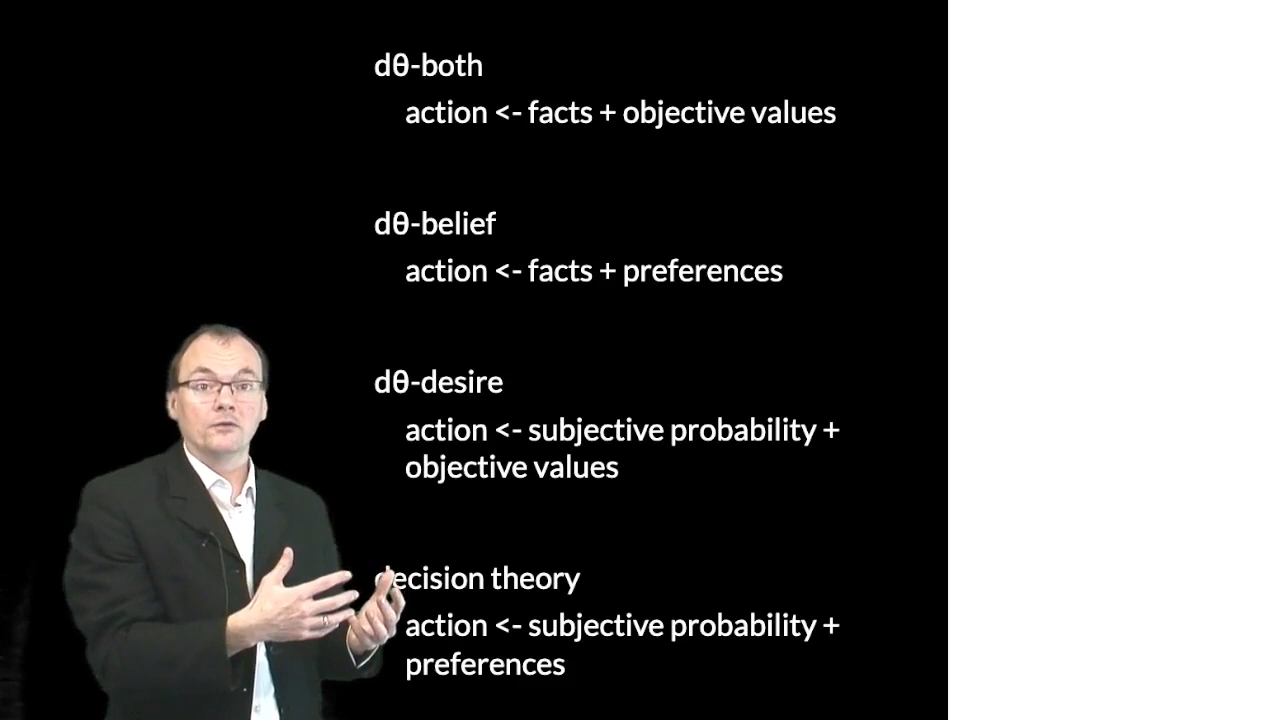 dθ-both
action <- facts + objective values
dθ-belief
action <- facts + preferences
dθ-desire
action <- subjective probability +
objective values
decision theory
action <- subjective probability +
preferences